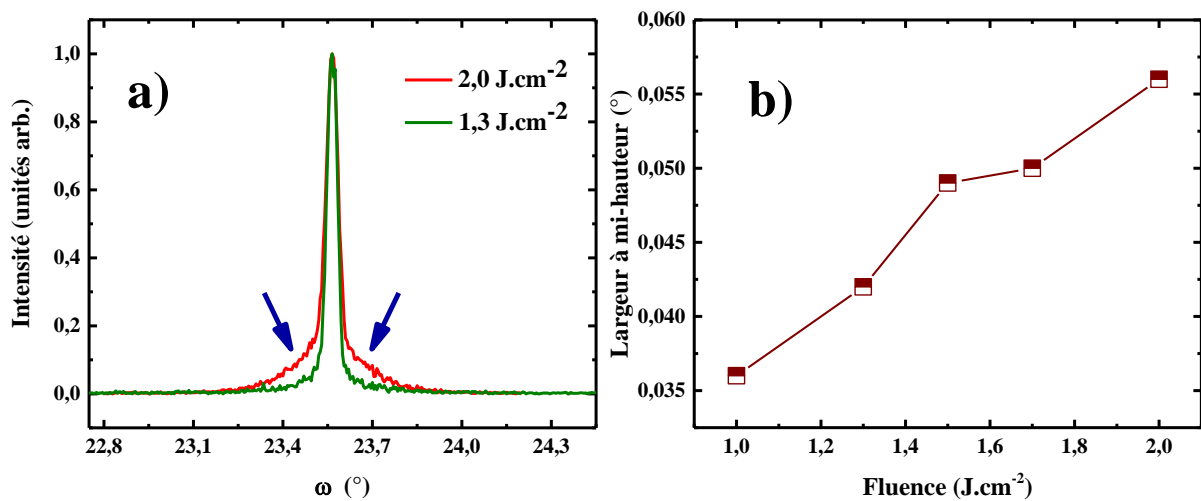 a)
2,0 J.cm-2
1,3 J.cm-2
Intensité (unités arb.)
1,0
0,8
0,6
0,4
0,2
0,0
22,8 23,1 23,4 23,7 24,0 24,3
ω (°)
b)
Largeur à mi-hauteur (°)
0,060
0,055
0,050
0,045
0,040
0,035
1,0 1,2 1,4 1,6 1,8 2,0
Fluence (J.cm-2)